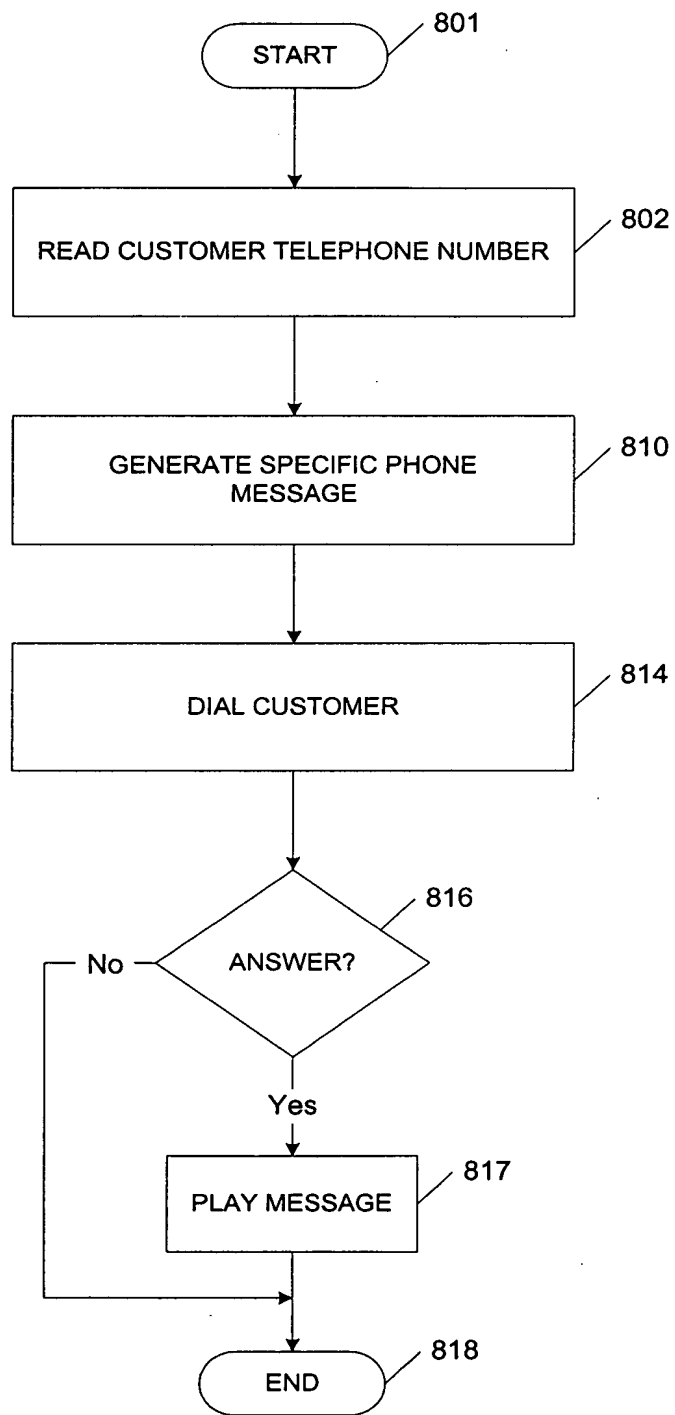 801
START
802
READ CUSTOMER TELEPHONE NUMBER
810
GENERATE SPECIFIC PHONE
MESSAGE
814
DIAL CUSTOMER
816
ANSWER?
No
Yes
817
PLAY MESSAGE
818
END